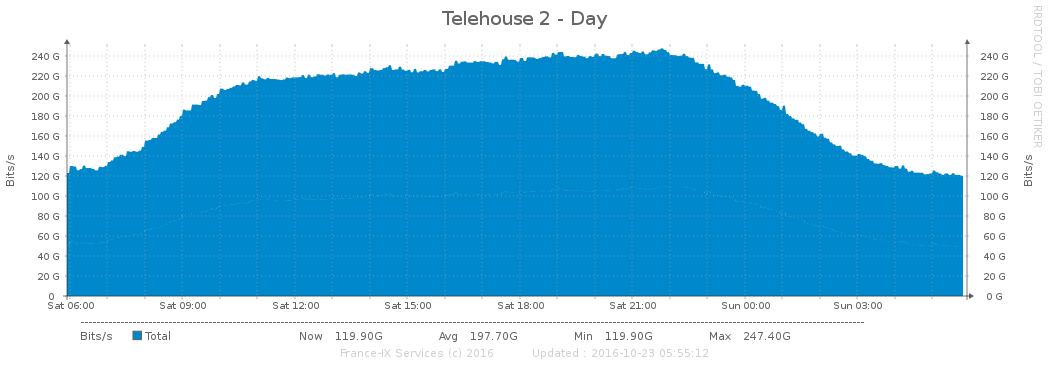 Telehouse 2 - Day
RRDTOOL / TOBI OETIKER
Bits/s
240 G 240 G
220 G 220 G
200 G 200 G
180 G 180 G
160 G 160 G
140 G 140 G
120 G 120 G
100 G 100 G
80 G 80 G
60 G 60 G
40 G 40 G
20 G 20 G
0 0 G
Bits/s
Sat 06:00 Sat 09:00 Sat 12:00 Sat 15:00 Sat 18:00 Sat 21:00 Sun 00:00 Sun 03:00
Bits/s Total Now 119.90G Avg 197.70G Min 119.90G Max 247.40G
France-IX Services (c) 2016 Updated : 2016-10-23 05:55:12